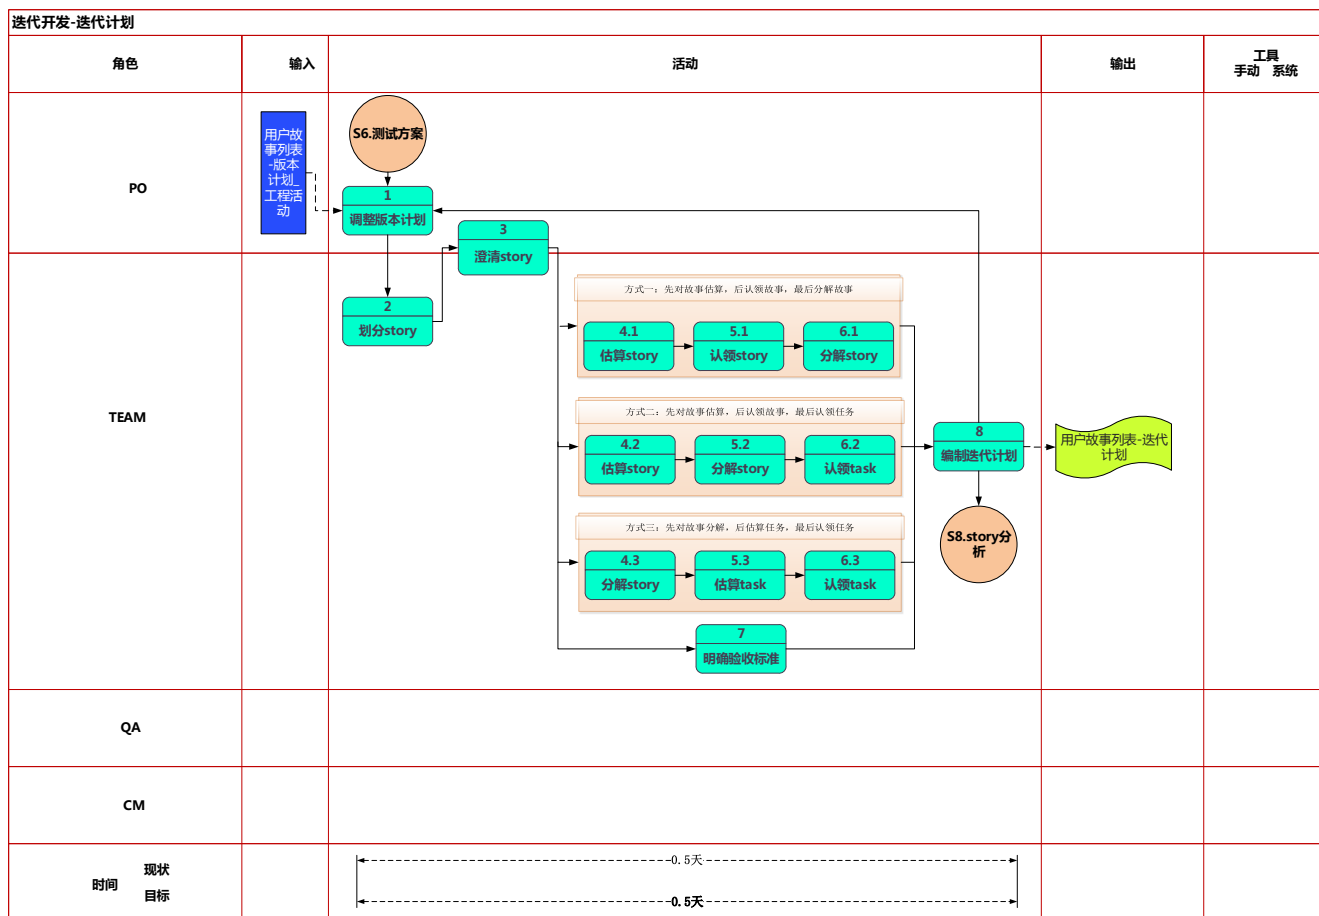 迭代开发-迭代计划
角色
输入
活动
输出
工具
手动 系统
PO
用户故
事列表
-版本
计划_
工程活
动
S6.测试方案
1
调整版本计划
3
澄清story
TEAM
2
划分story
方式一：先对故事估算，后认领故事，最后分解故事
4.1
估算story
5.1
认领story
6.1
分解story
方式二：先对故事估算，后认领故事，最后认领任务
4.2
估算story
5.2
分解story
6.2
认领task
方式三：先对故事分解，后估算任务，最后认领任务
4.3
分解story
5.3
估算task
6.3
认领task
7
明确验收标准
8
编制迭代计划
用户故事列表-迭代
计划
S8.story分
析
QA
CM
时间
现状
目标
0.5天
0.5天